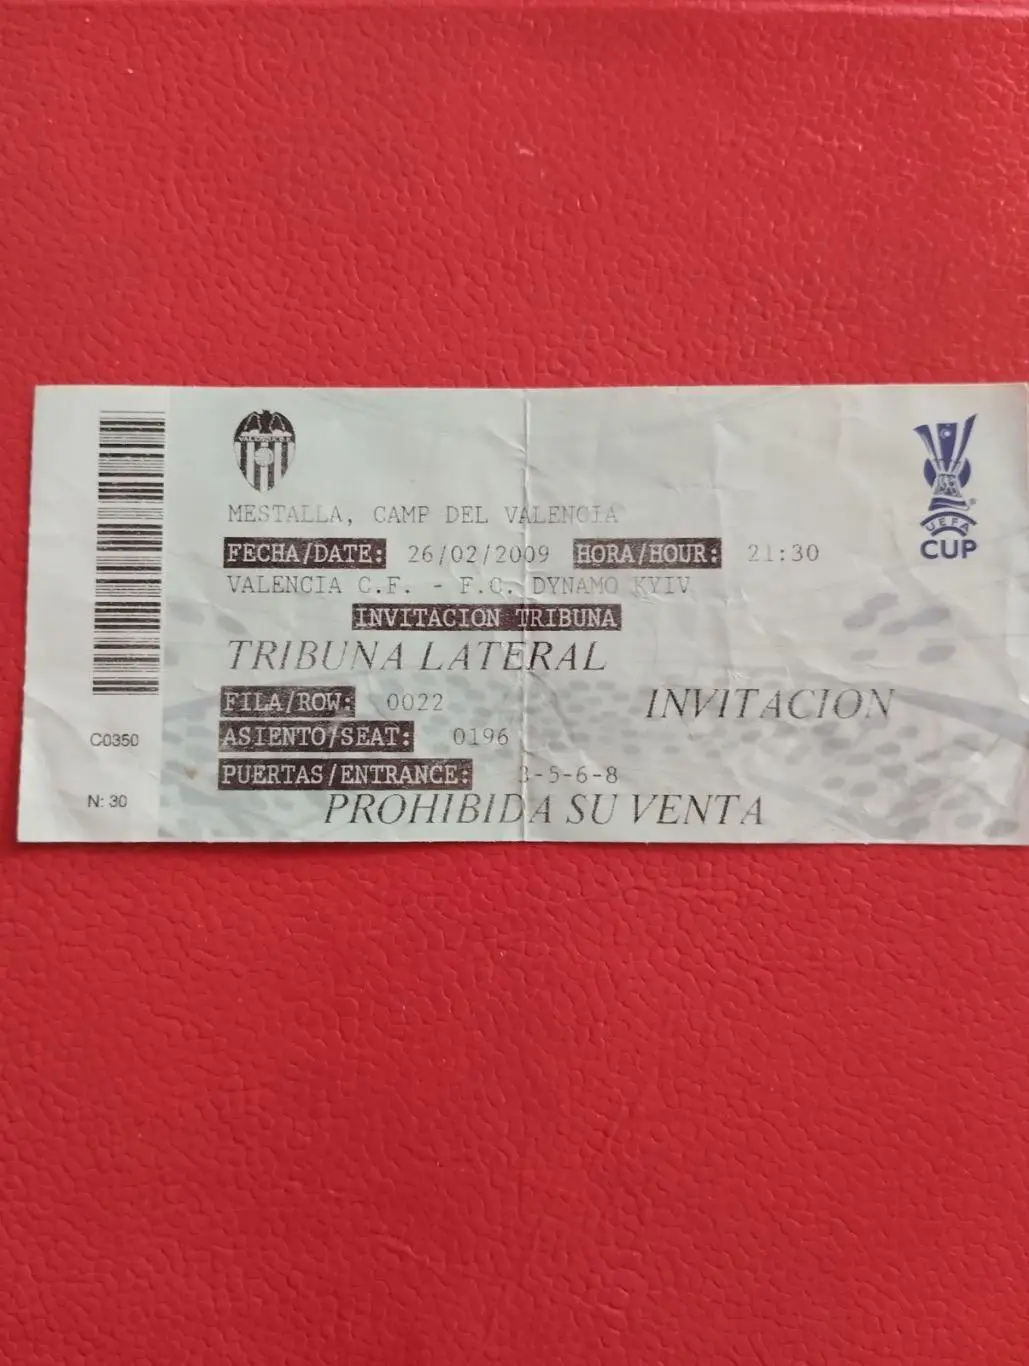 VALENCIA C.F.
MESTALLA, CAMP DEL VALENCIA
FECHA/DATE: 26/02/2009 HORA/HOUR: 21:30
VALENCIA C.F. - F.C. DYNAMO KYIV
INVITACION TRIBUNA
TRIBUNA LATERAL
FILA/ROW: 0022 INVITACION
ASIENTO/SEAT: 0196
PUERTAS/ENTRANCE: 3-5-6-8
PROHIBIDA SU VENTA
C0350
N: 30
UEFA
CUP